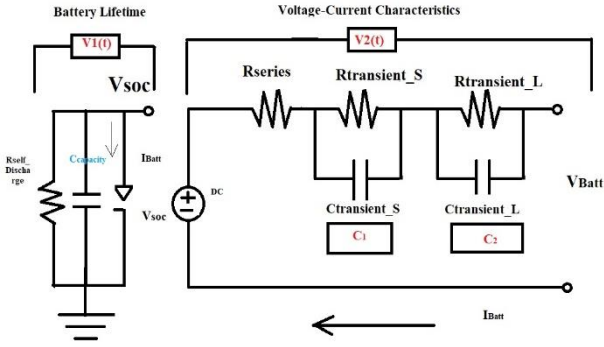 Battery Lifetime
Voltage-Current Characteristics
V1(t)
V2(t)
Vsoc
Rseries
Rtransient_S
Rtransient_L
Rself_
Discha
rge
Ccapacity
IBatt
Vsoc
DC
VBatt
Ctransient_S
Ctransient_L
C1
C2
IBatt